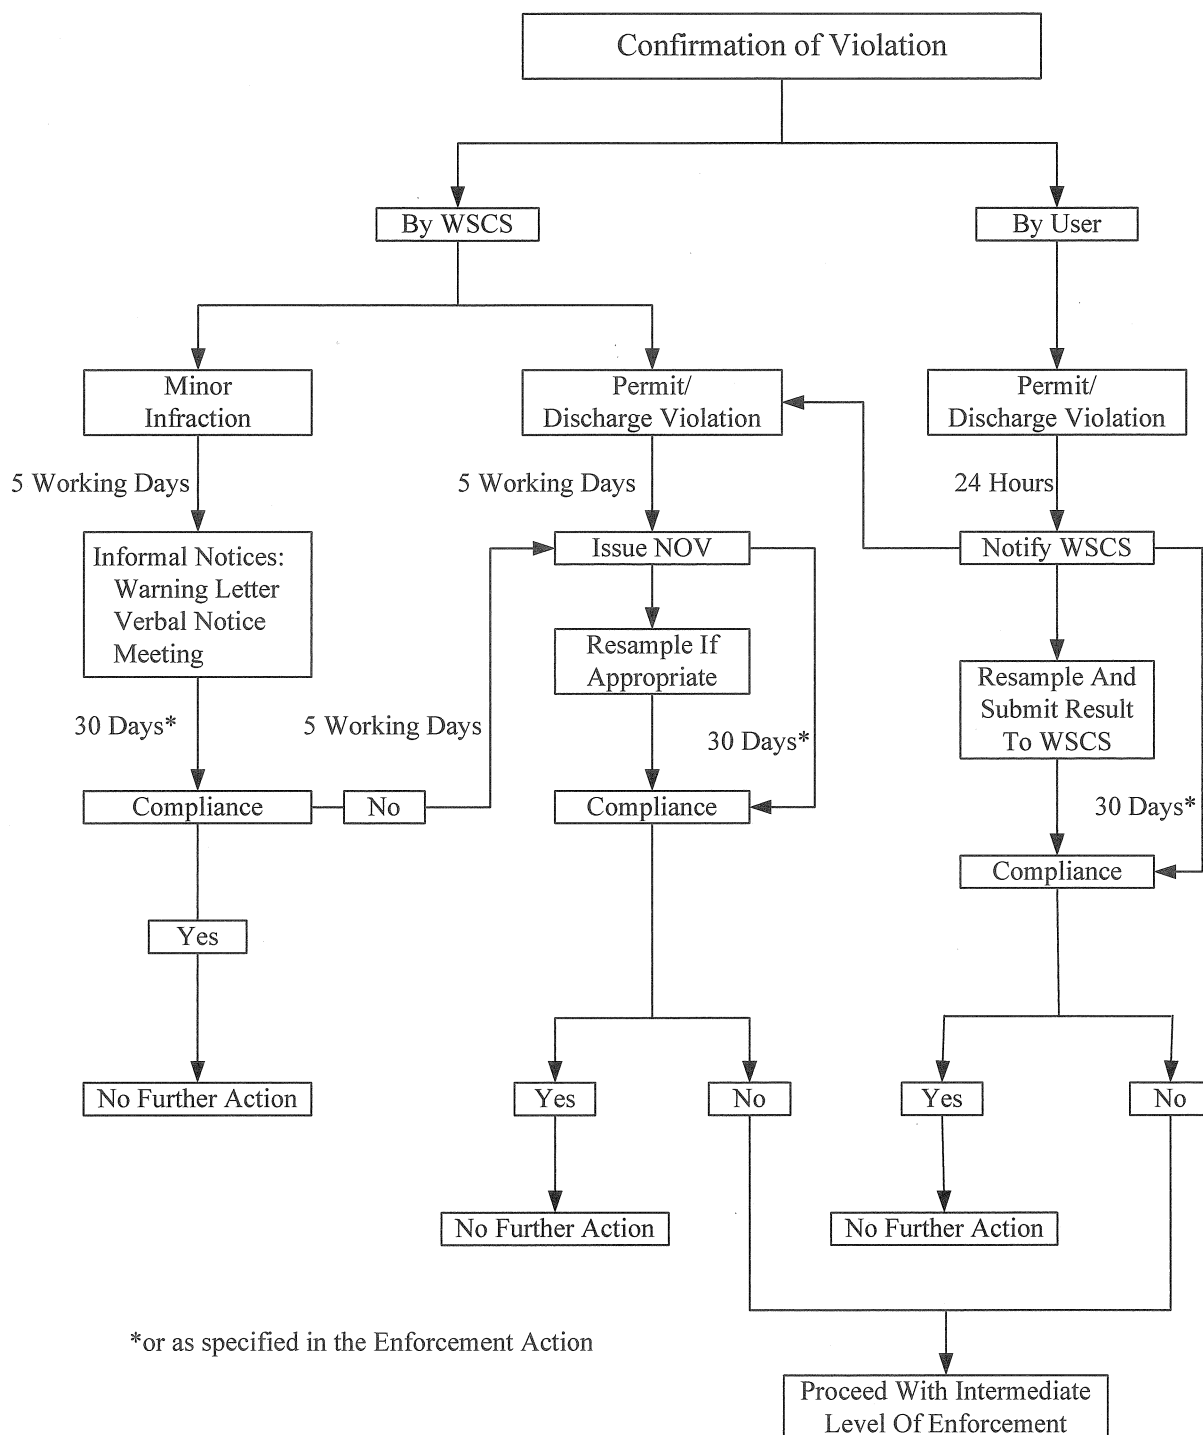 Confirmation of Violation
By WSCS
By User
Minor
Infraction
Permit/
Discharge Violation
Permit/
Discharge Violation
5 Working Days
5 Working Days
24 Hours
Informal Notices:
Warning Letter
Verbal Notice
Meeting
Issue NOV
Notify WSCS
Resample If
Appropriate
Resample And
Submit Result
To WSCS
30 Days*
5 Working Days
30 Days*
30 Days*
Compliance
No
Compliance
Compliance
Yes
No Further Action
Yes
No
Yes
No
No Further Action
No Further Action
*or as specified in the Enforcement Action
Proceed With Intermediate
Level Of Enforcement